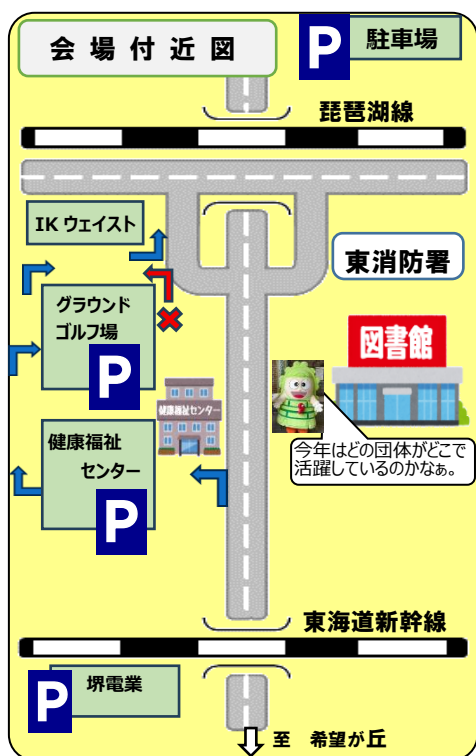 会場付近図
P 駐車場
琵琶湖線
IKウェイスト
東消防署
グラウンド
ゴルフ場
P
図書館
健康福祉センター
健康福祉
センター
P
今年はどの団体がどこで
活躍しているのかなぁ。
東海道新幹線
P 堺電業
至 希望が丘